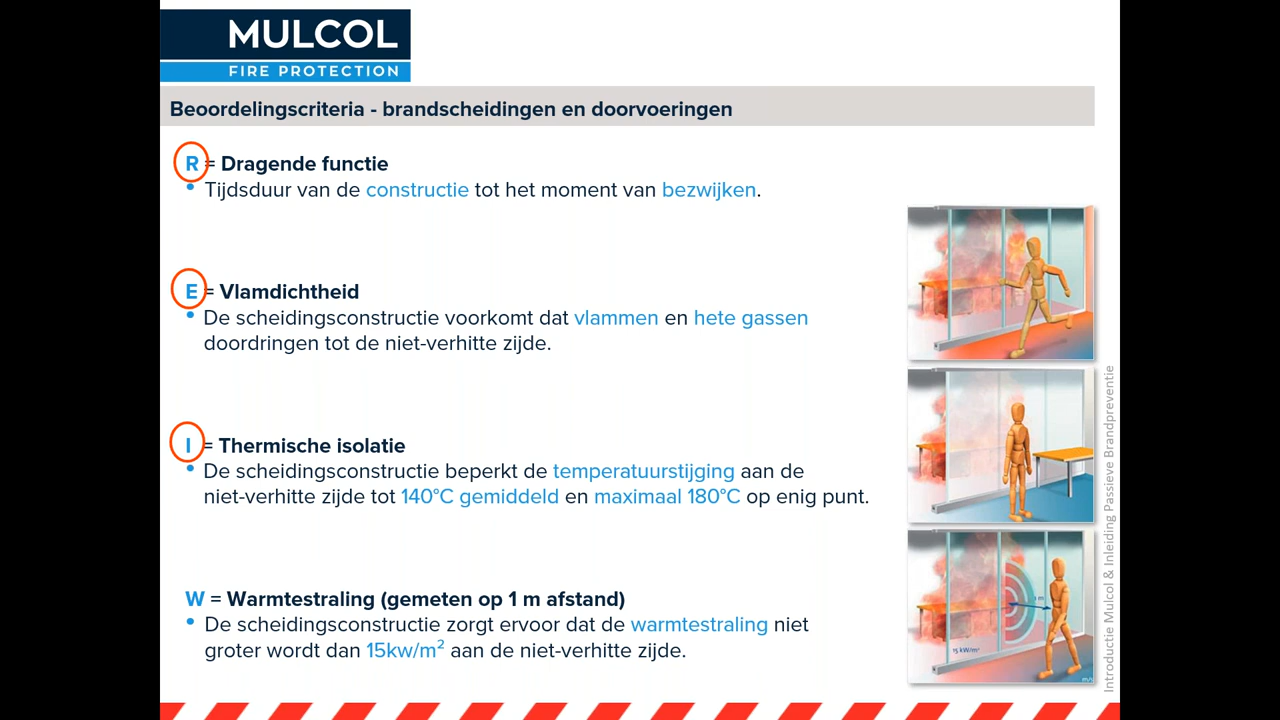 MULCOL
FIRE PROTECTION
Beoordelingscriteria - brandscheidingen en doorvoeringen
R = Dragende functie
• Tijdsduur van de constructie tot het moment van bezwijken.
E = Vlamdichtheid
• De scheidingsconstructie voorkomt dat vlammen en hete gassen
doordringen tot de niet-verhitte zijde.
I = Thermische isolatie
• De scheidingsconstructie beperkt de temperatuurstijging aan de
niet-verhitte zijde tot 140°C gemiddeld en maximaal 180°C op enig punt.
W = Warmtestraling (gemeten op 1 m afstand)
• De scheidingsconstructie zorgt ervoor dat de warmtestraling niet
groter wordt dan 15kw/m² aan de niet-verhitte zijde.
1 m
15 kW/m²
Introductie Mulcol & Inleiding Passieve Brandpreventie